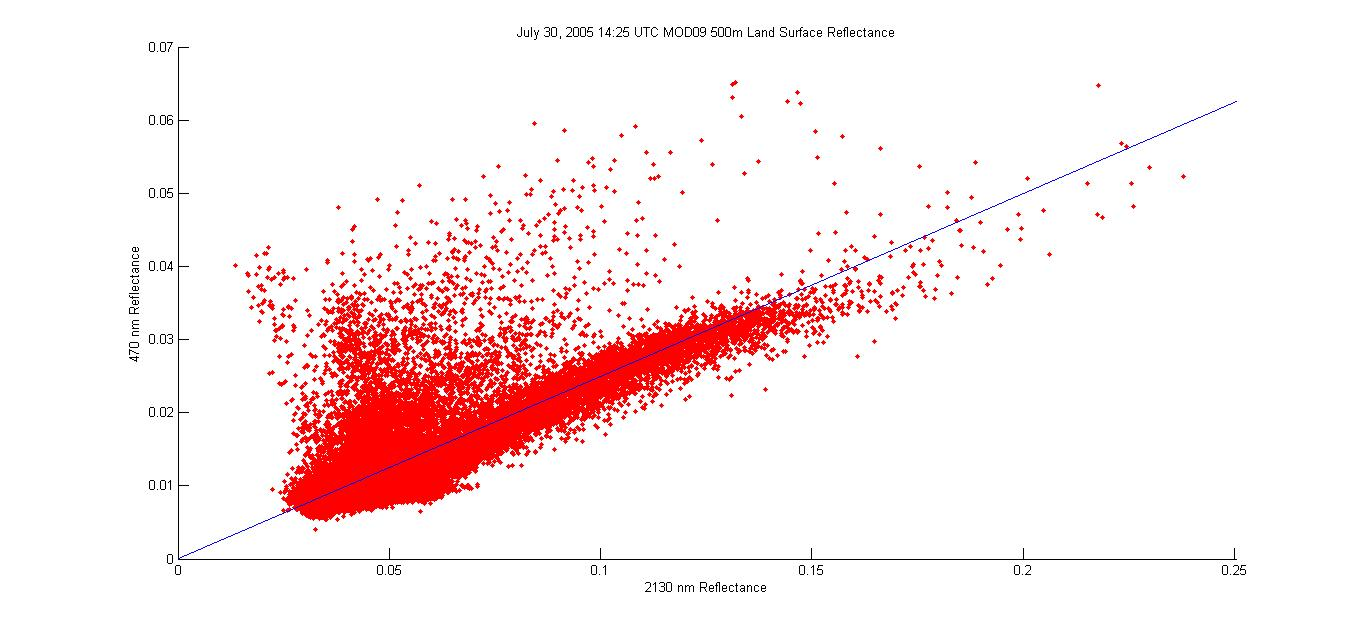 July 30, 2005 14:25 UTC MOD09 500m Land Surface Reflectance
0.07
0.06
0.05
0.04
0.03
0.02
0.01
0
470 nm Reflectance
0 0.05 0.1 0.15 0.2 0.25
2130 nm Reflectance